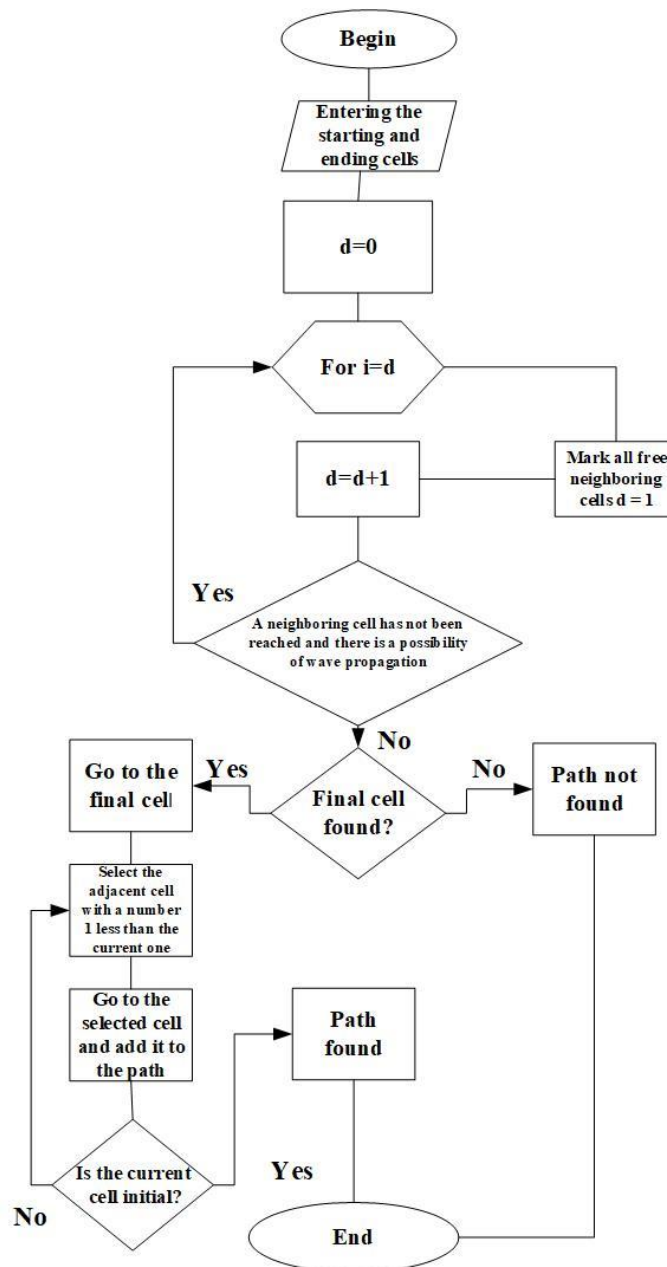 Begin
Entering the
starting and
ending cells
d=0
For i=d
Mark all free
neighboring
cells d = 1
d=d+1
Yes
A neighboring cell has not been
reached and there is a possibility
of wave propagation
No
Go to the
final cell
Yes
Final cell
found?
No
Path not
found
Select the
adjacent cell
with a number
1 less than the
current one
Go to the
selected cell
and add it to
the path
Path
found
Is the current
cell initial?
Yes
No
End